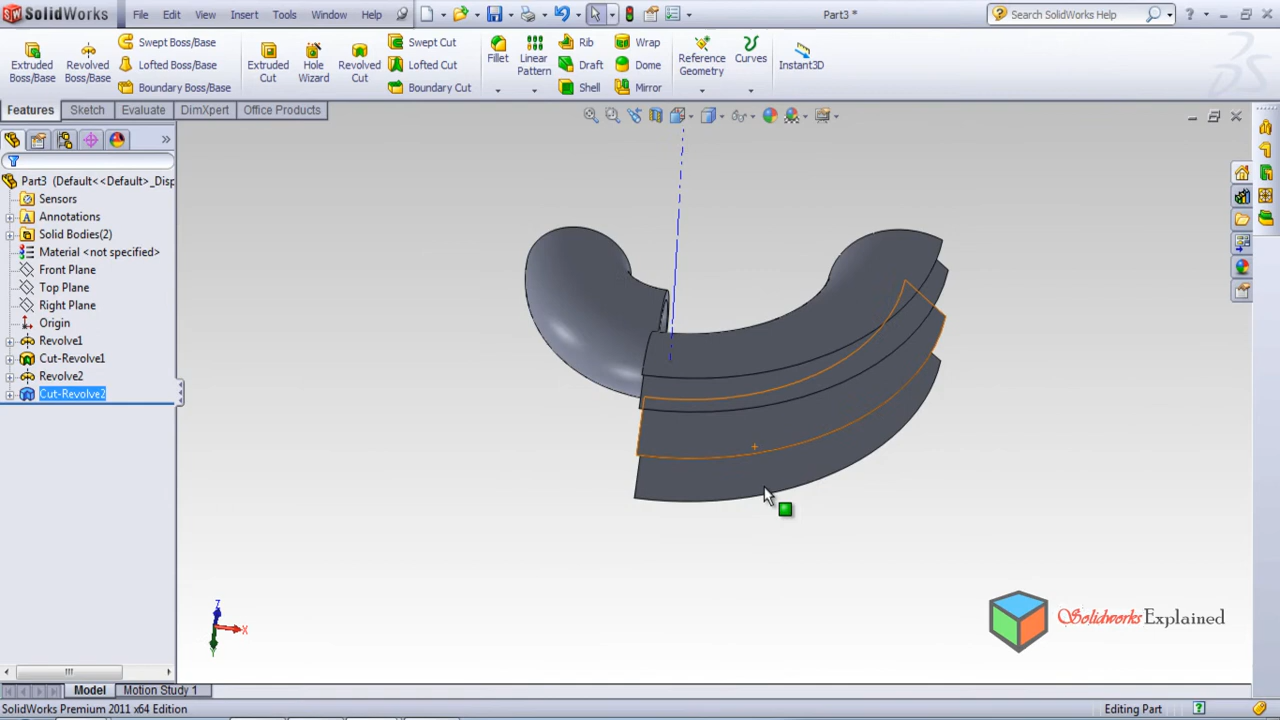 SolidWorks File Edit View Insert Tools Window Help Part3 * Search SolidWorks Help
Extruded Boss/Base
Revolved Boss/Base
Swept Boss/Base
Lofted Boss/Base
Boundary Boss/Base
Extruded Cut
Hole Wizard
Revolved Cut
Swept Cut
Lofted Cut
Boundary Cut
Fillet
Linear Pattern
Rib
Draft
Shell
Wrap
Dome
Mirror
Reference Geometry
Curves
Instant3D
Features Sketch Evaluate DimXpert Office Products
Part3 (Default<<Default>_Disp
Sensors
Annotations
Solid Bodies(2)
Material <not specified>
Front Plane
Top Plane
Right Plane
Origin
Revolve1
Cut-Revolve1
Revolve2
Cut-Revolve2
Z
X
Y
Solidworks Explained
Model Motion Study 1
SolidWorks Premium 2011 x64 Edition Editing Part